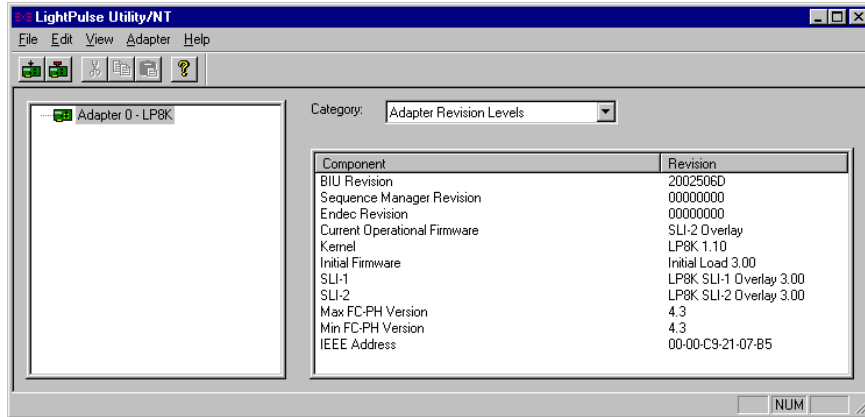 LightPulse Utility/NT
File Edit View Adapter Help
Adapter 0 - LP8K
Category: Adapter Revision Levels
Component Revision
BIU Revision 2002506D
Sequence Manager Revision 00000000
Endec Revision 00000000
Current Operational Firmware SLI-2 Overlay
Kernel LP8K 1.10
Initial Firmware Initial Load 3.00
SLI-1 LP8K SLI-1 Overlay 3.00
SLI-2 LP8K SLI-2 Overlay 3.00
Max FC-PH Version 4.3
Min FC-PH Version 4.3
IEEE Address 00-00-C9-21-07-B5
NUM